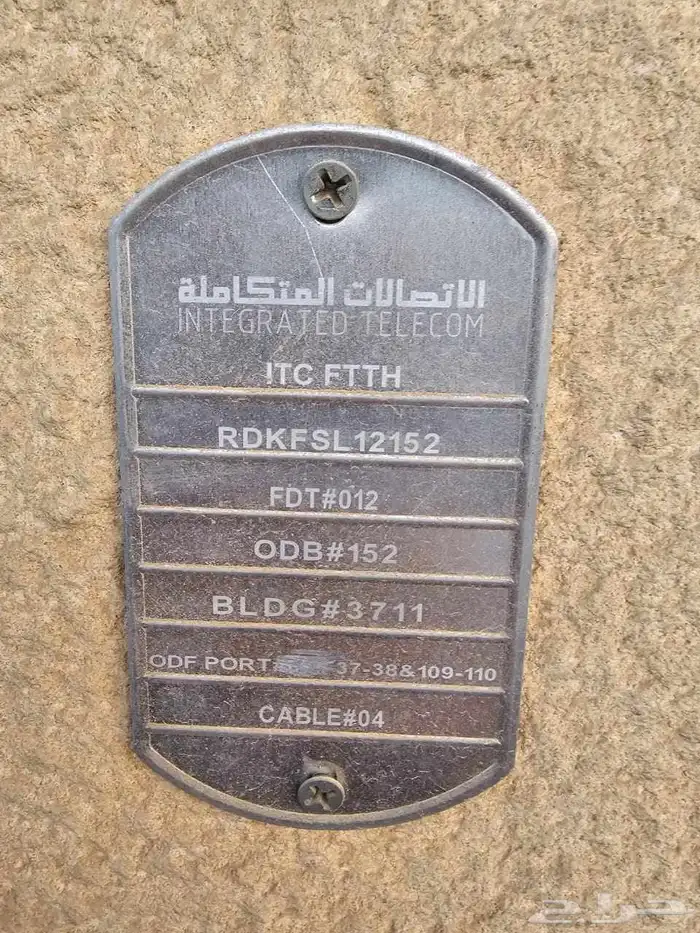 الاتصالات المتكاملة
INTEGRATED TELECOM
ITC FTTH
RDKFSL12152
FDT#012
ODB#152
BLDG#3711
ODF PORT# 37-38&109-110
CABLE#04
حراج